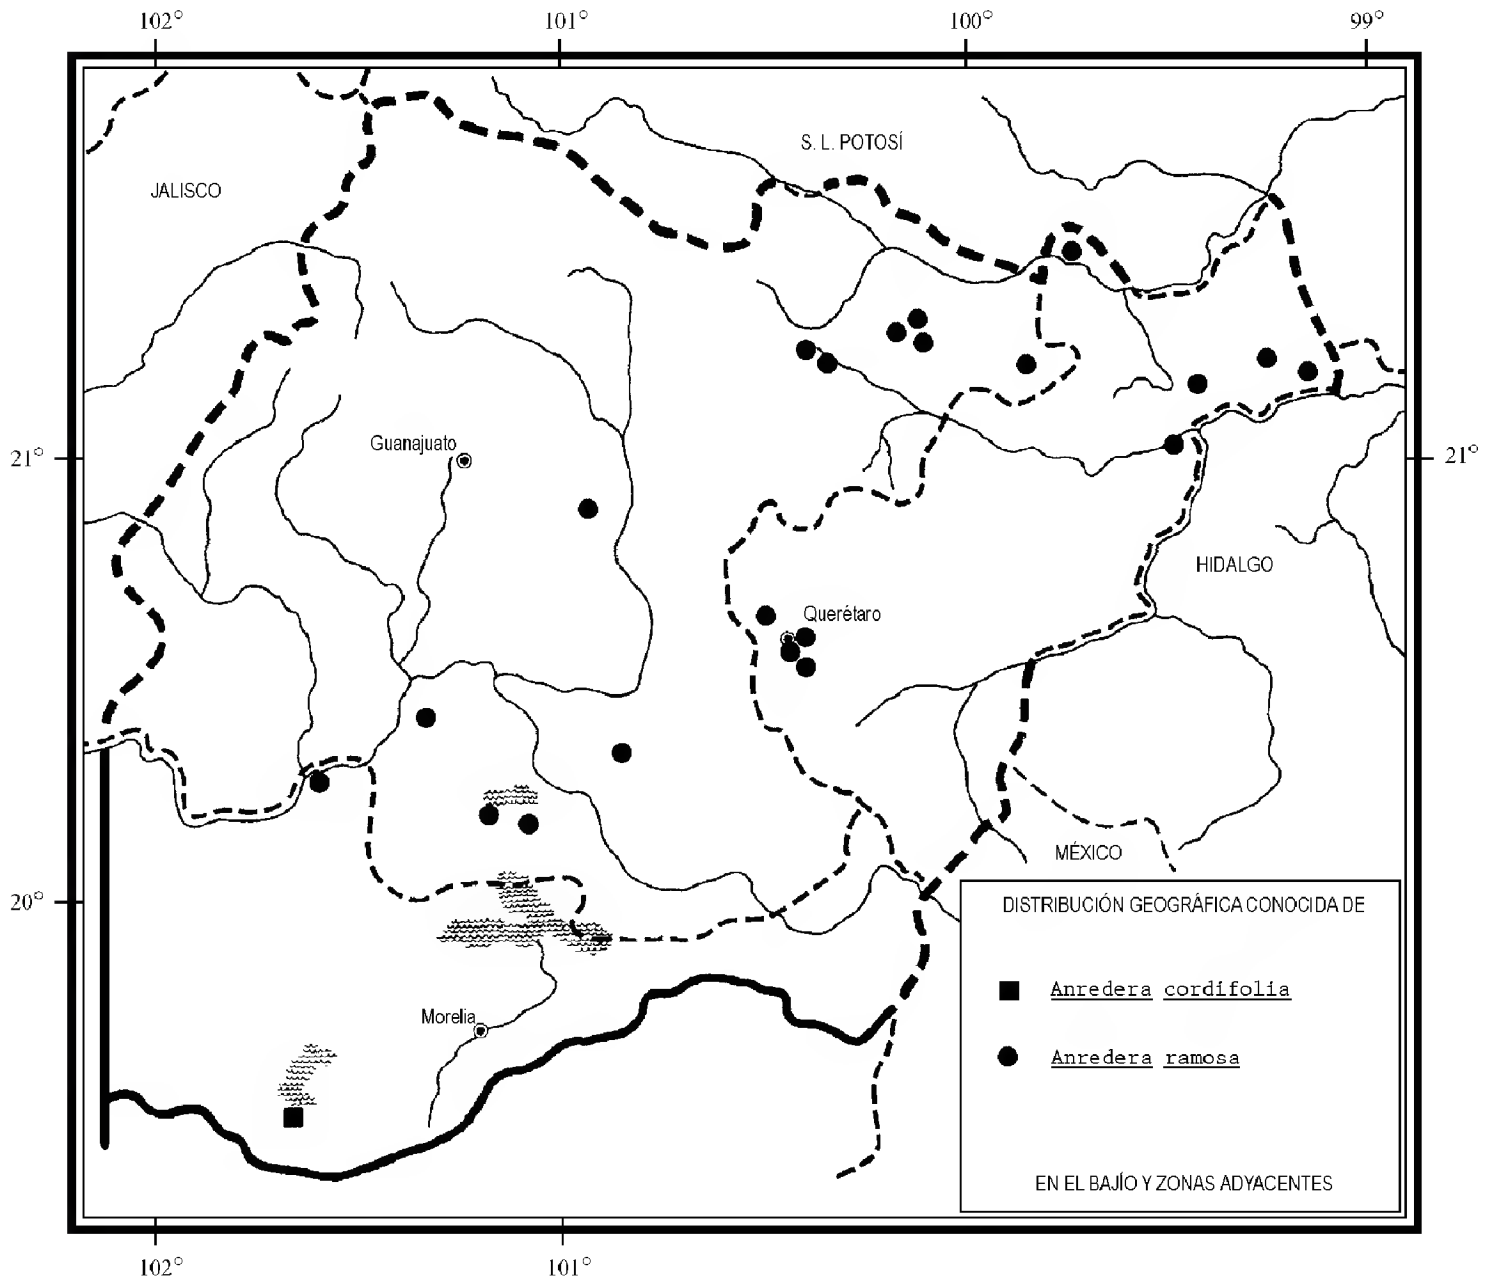 102° 101° 100° 99°
S. L. POTOSÍ
JALISCO
Guanajuato
21° 21°
HIDALGO
Querétaro
MÉXICO
20°
DISTRIBUCIÓN GEOGRÁFICA CONOCIDA DE
Anredera cordifolia
Morelia
Anredera ramosa
EN EL BAJÍO Y ZONAS ADYACENTES
102° 101°